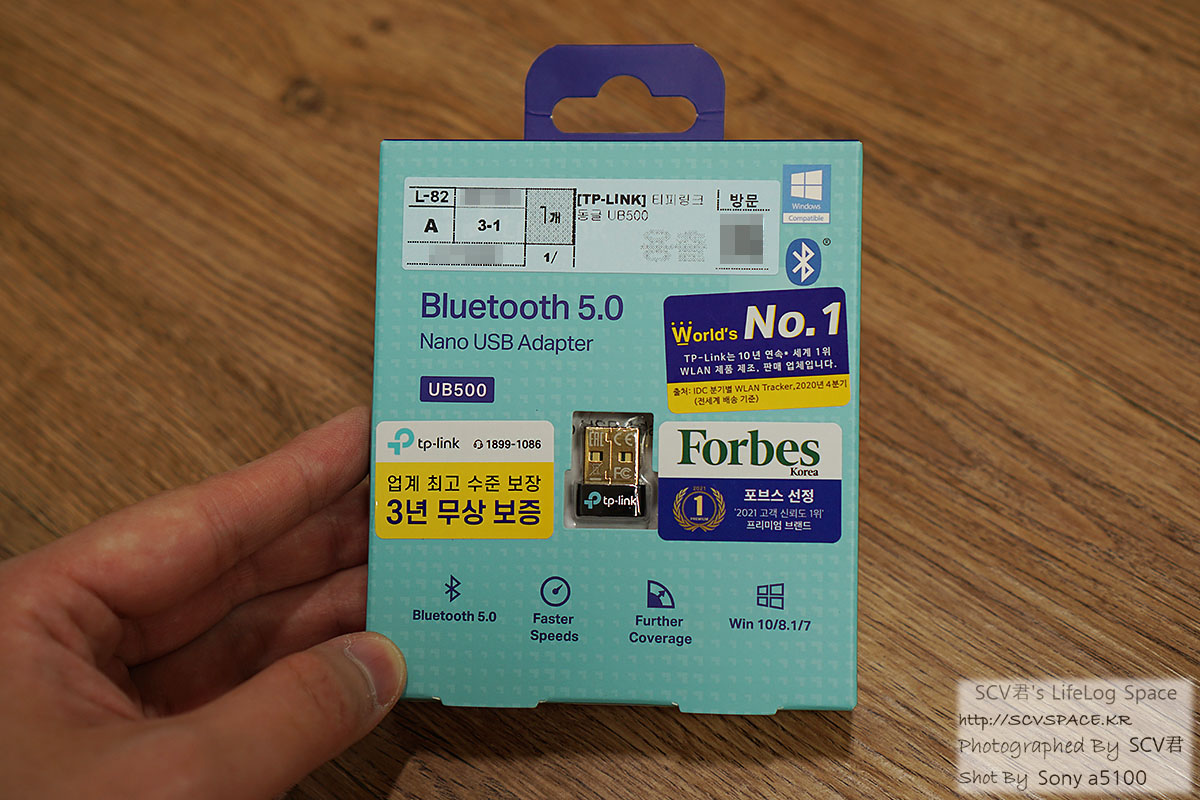 L-82
A
3-1
1개
1/
[TP-LINK] 티피링크
동글 UB500
방문
용출
Windows
Compatible
®
Bluetooth 5.0
Nano USB Adapter
UB500
World's No.1
TP-Link는 10년 연속* 세계 1위
WLAN 제품 제조, 판매 업체입니다.
출처: IDC 분기별 WLAN Tracker,2020년 4분기
(전세계 배송 기준)
tp-link
1899-1086
업계 최고 수준 보장
3년 무상 보증
EAC CE
FC
tp-link
Forbes
Korea
2021
1
PREMIUM
포브스 선정
'2021 고객 신뢰도 1위'
프리미엄 브랜드
Bluetooth 5.0
Faster
Speeds
Further
Coverage
Win 10/8.1/7
SCV君's LifeLog Space
http://SCVSPACE.KR
Photographed By SCV君
Shot By Sony a5100